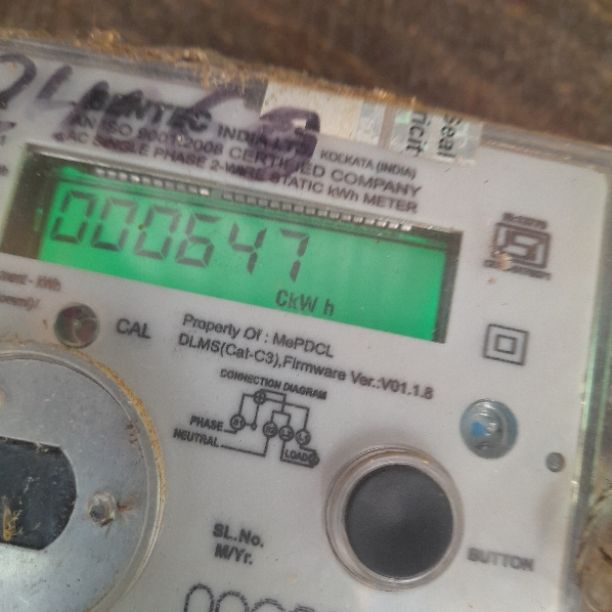 BENTEC INDIA LTD. KOLKATA (INDIA)
AN ISO 9001:2008 CERTIFIED COMPANY
AC SINGLE PHASE 2-WIRE STATIC kWh METER
Seal
000647
CkW h
CAL
Property Of : MePDCL
DLMS(Cat-C3),Firmware Ver.:V01.1.8
CONNECTION DIAGRAM
PHASE
NEUTRAL
LOAD
SL.No.
M/Yr.
BUTTON